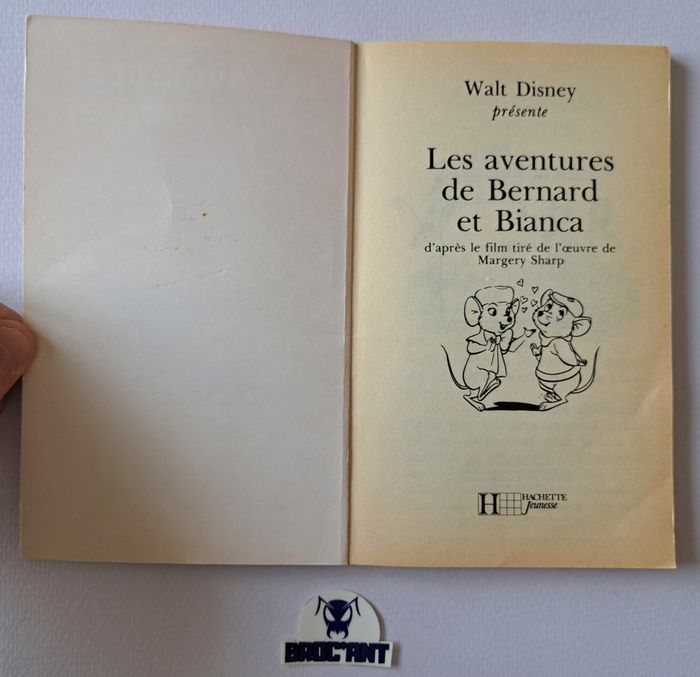 Walt Disney
présente
Les aventures
de Bernard
et Bianca
d'après le film tiré de l'œuvre de
Margery Sharp
H HACHETTE
Jeunesse
BROC'ANT